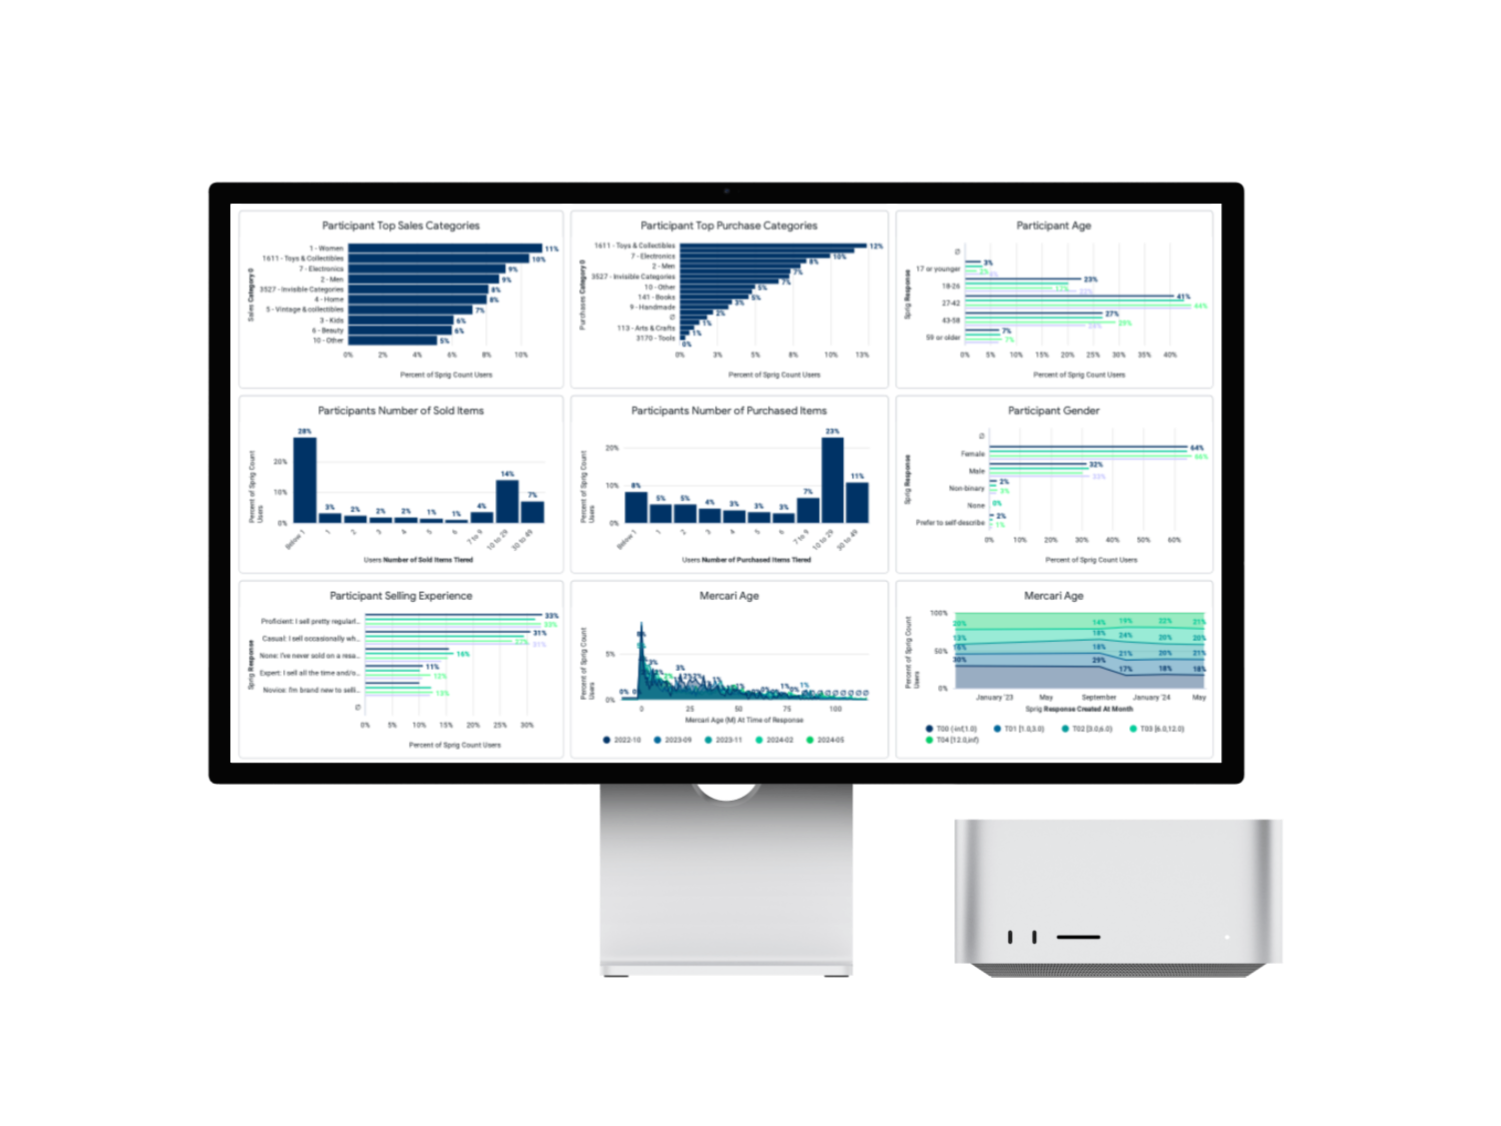 Participant Top Sales Categories
Sales Category 0
1 - Women
1611 - Toys & Collectibles
7 - Electronics
2 - Men
3527 - Invisible Categories
4 - Home
5 - Vintage & collectibles
3 - Kids
6 - Beauty
10 - Other
11%
10%
9%
9%
8%
8%
7%
6%
6%
5%
0% 2% 4% 6% 8% 10%
Percent of Sprig Count Users
Participant Top Purchase Categories
Purchases Category 0
1611 - Toys & Collectibles
7 - Electronics
2 - Men
3527 - Invisible Categories
10 - Other
141 - Books
9 - Handmade
Ø
113 - Arts & Crafts
3170 - Tools
12%
10%
8%
7%
7%
5%
5%
3%
2%
1%
1%
0%
0% 3% 5% 8% 10% 13%
Percent of Sprig Count Users
Participant Age
Sprig Response
Ø
17 or younger
18-26
27-42
43-58
59 or older
3%
23%
41%
44%
27%
7%
7%
0% 5% 10% 15% 20% 25% 30% 35% 40%
Percent of Sprig Count Users
Participants Number of Sold Items
Percent of Sprig Count
Users
20%
10%
0%
28%
3%
2%
2%
2%
1%
1%
4%
14%
7%
Below 1
1
2
3
4
5
6
7 to 9
10 to 29
30 to 49
Users Number of Sold Items Tiered
Participants Number of Purchased Items
Percent of Sprig Count
Users
20%
10%
0%
8%
5%
5%
4%
3%
3%
3%
7%
23%
11%
Below 1
1
2
3
4
5
6
7 to 9
10 to 29
30 to 49
Users Number of Purchased Items Tiered
Participant Gender
Sprig Response
Ø
Female
Male
Non-binary
None
Prefer to self-describe
64%
66%
32%
33%
2%
3%
0%
2%
1%
0% 10% 20% 30% 40% 50% 60%
Percent of Sprig Count Users
Participant Selling Experience
Sprig Response
Proficient: I sell pretty regularl...
Casual: I sell occasionally wh...
None: I've never sold on a resa...
Expert: I sell all the time and/o...
Novice: I'm brand new to selli...
Ø
33%
31%
31%
16%
11%
12%
0% 5% 10% 15% 20% 25% 30%
Percent of Sprig Count Users
Mercari Age
Percent of Sprig Count
Users
5%
0%
3%
3%
1%
1%
0 25 50 75 100
Mercari Age (M) At Time of Response
2022-10 2023-09 2023-11 2024-02 2024-05
Mercari Age
Percent of Sprig Count
Users
100%
50%
0%
20%
13%
30%
14% 19% 22% 21%
18% 24% 20% 20%
18% 21% 20% 21%
29% 17% 18% 18%
January '23 May September January '24 May
Sprig Response Created At Month
T00 (-inf,1.0) T01 [1.0,3.0) T02 [3.0,6.0) T03 [6.0,12.0)
T04 [12.0,inf)